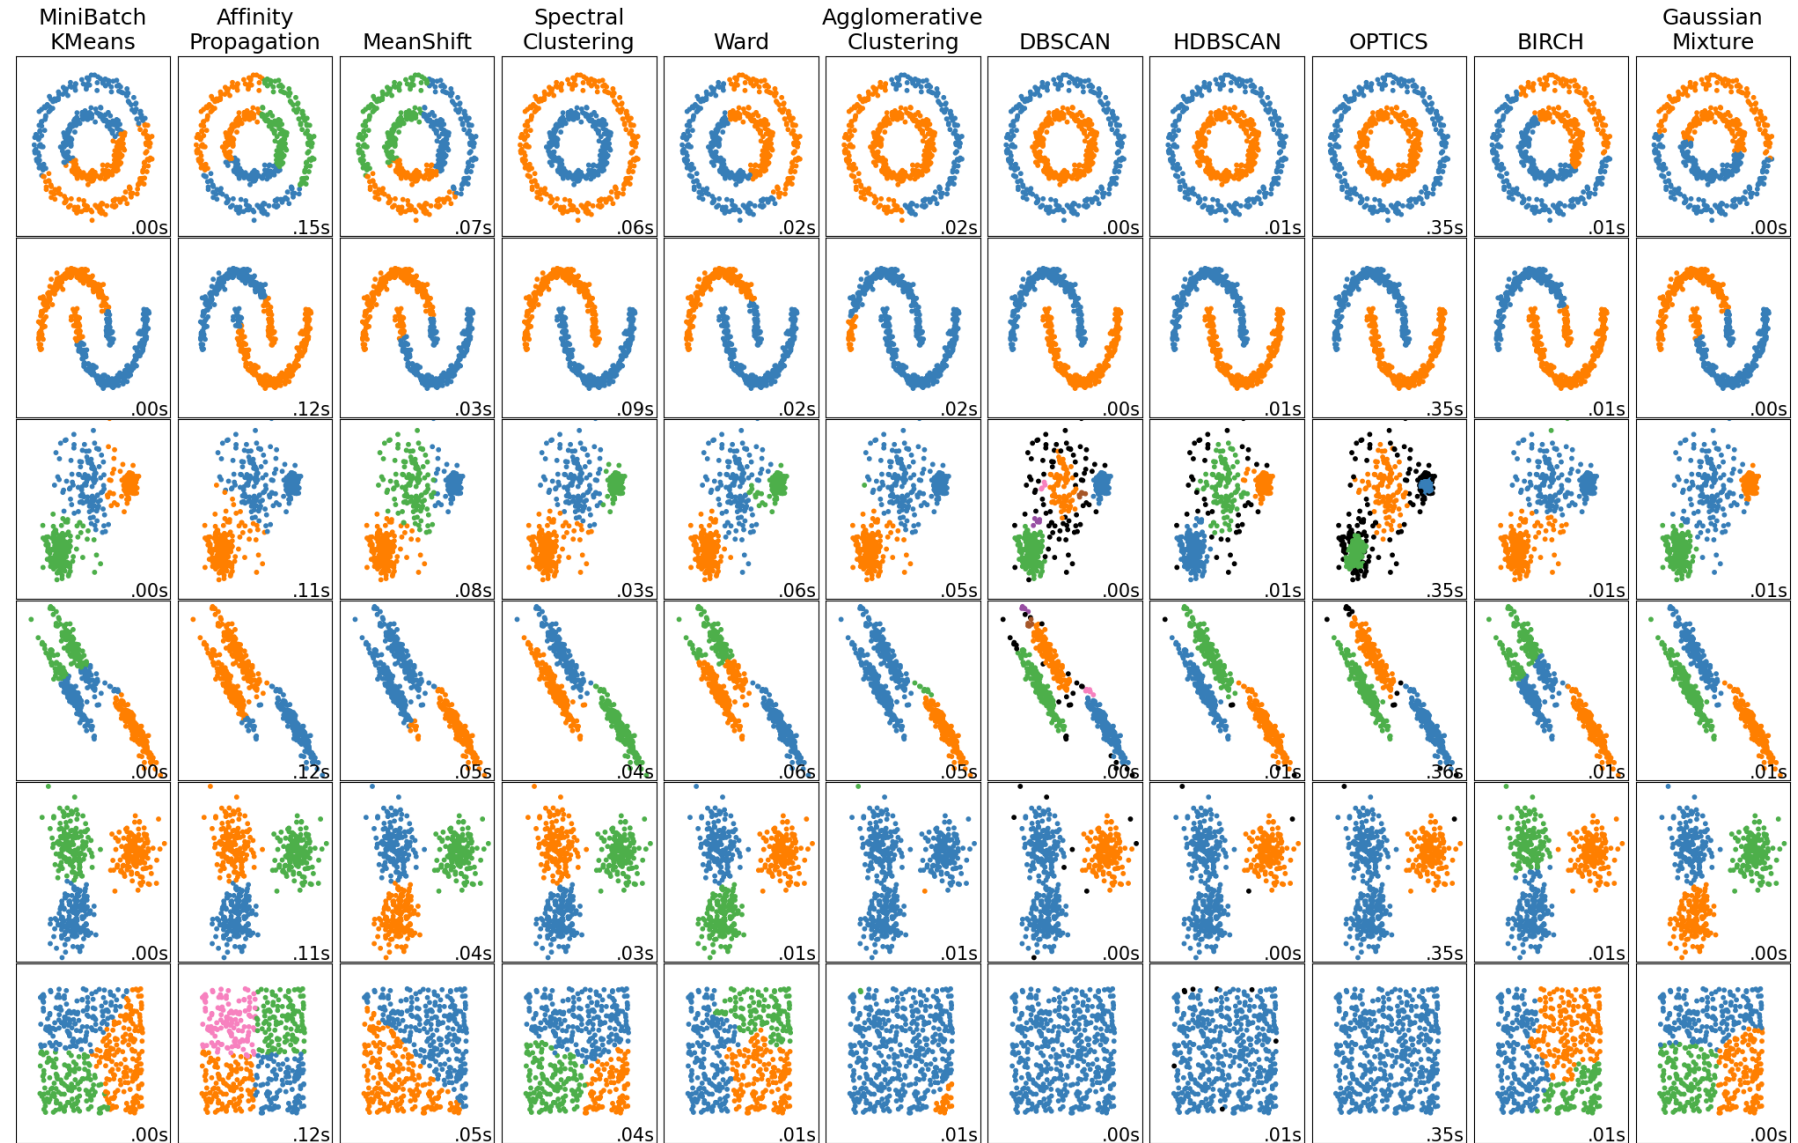 MiniBatch
KMeans
Affinity
Propagation
MeanShift
Spectral
Clustering
Ward
Agglomerative
Clustering
DBSCAN
HDBSCAN
OPTICS
BIRCH
Gaussian
Mixture
.00s
.15s
.07s
.06s
.02s
.02s
.00s
.01s
.35s
.01s
.00s
.00s
.12s
.03s
.09s
.02s
.02s
.00s
.01s
.35s
.01s
.00s
.00s
.11s
.08s
.03s
.06s
.05s
.00s
.01s
.35s
.01s
.01s
.00s
.12s
.05s
.04s
.06s
.05s
.00s
.01s
.36s
.01s
.01s
.00s
.11s
.04s
.03s
.01s
.01s
.00s
.00s
.35s
.01s
.00s
.00s
.12s
.05s
.04s
.01s
.01s
.00s
.01s
.35s
.01s
.00s